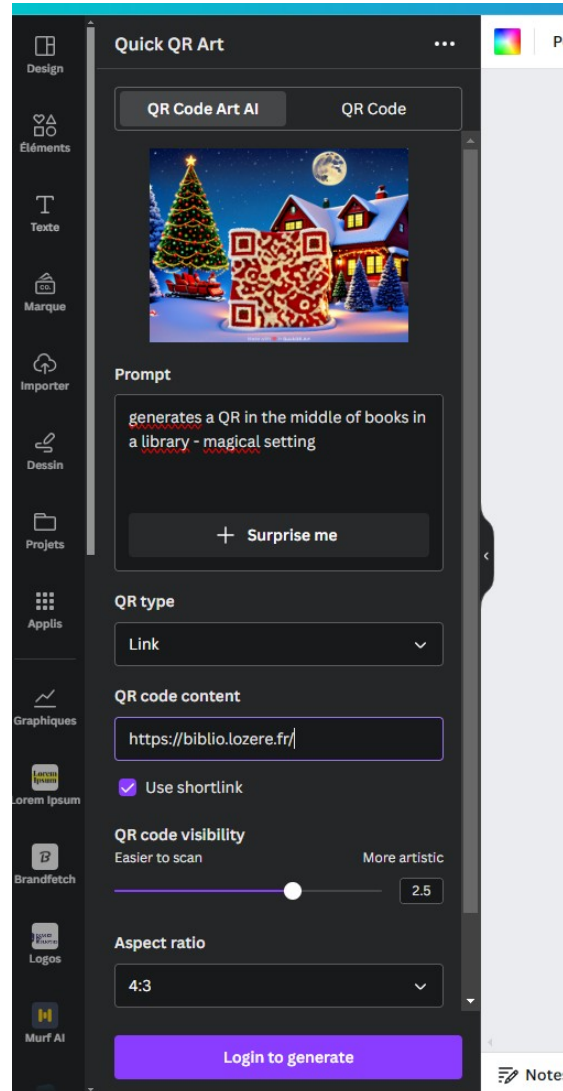 Design
Éléments
Texte
CO.
Marque
Importer
Dessin
Projets
Applis
Graphiques
Lorem Ipsum
Lorem Ipsum
B
Brandfetch
Logos
Murf AI
Quick QR Art
QR Code Art AI
QR Code
Prompt
generates a QR in the middle of books in
a library - magical setting
+ Surprise me
QR type
Link
QR code content
https://biblio.lozere.fr/
Use shortlink
QR code visibility
Easier to scan
More artistic
2.5
Aspect ratio
4:3
Login to generate
P
Notes